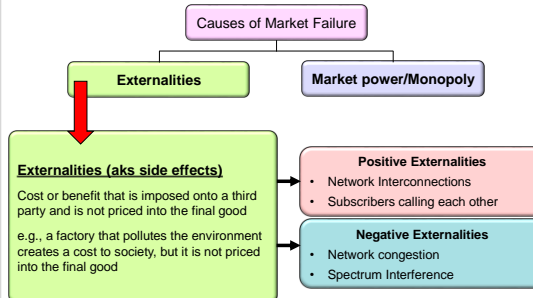 Causes of Market Failure
Externalities
Market power/Monopoly
Externalities (aks side effects)
Cost or benefit that is imposed onto a third
party and is not priced into the final good
e.g., a factory that pollutes the environment
creates a cost to society, but it is not priced
into the final good
Positive Externalities
• Network Interconnections
• Subscribers calling each other
Negative Externalities
• Network congestion
• Spectrum Interference